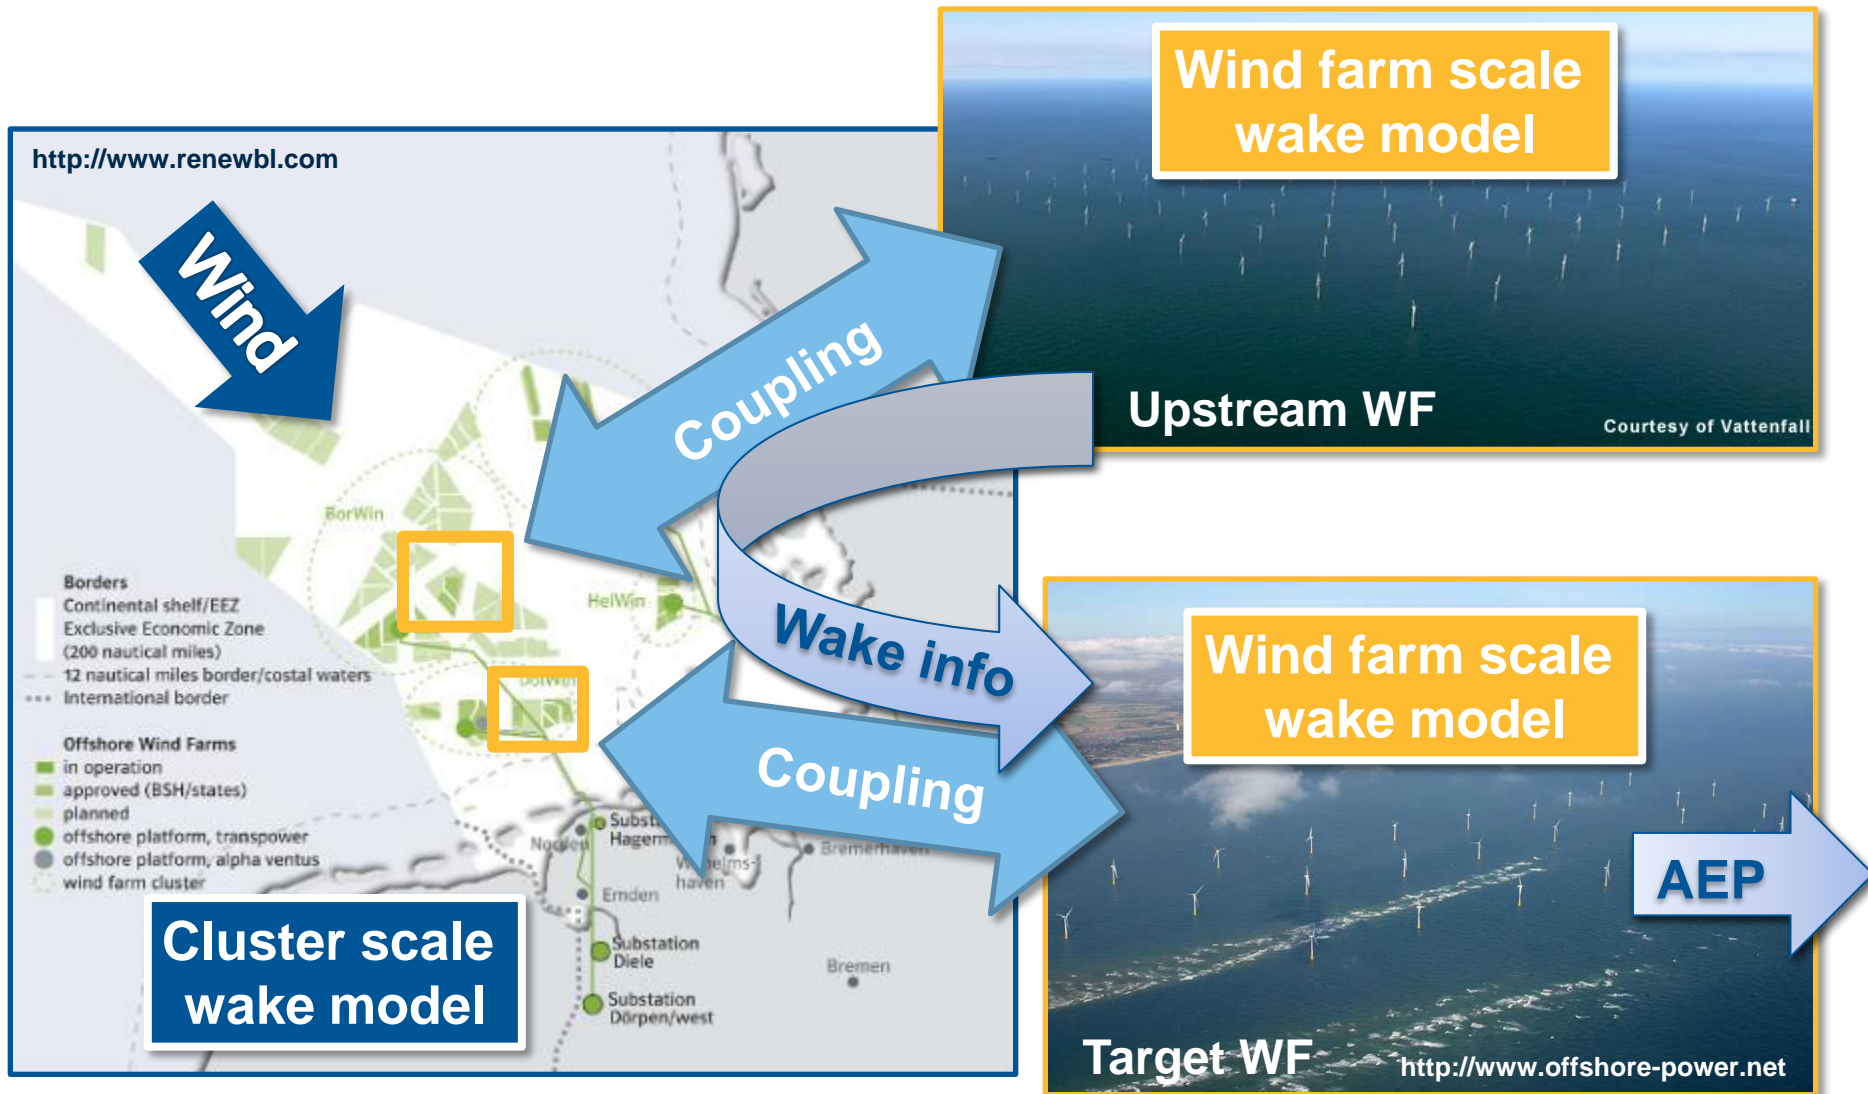 Wind farm scale
wake model
Upstream WF
Courtesy of Vattenfall
http://www.renewbl.com
Wind
Coupling
BorWin
HelWin
Borders
Continental shelf/EEZ
Exclusive Economic Zone
(200 nautical miles)
12 nautical miles border/costal waters
International border
Offshore Wind Farms
in operation
approved (BSH/states)
planned
offshore platform, transpower
offshore platform, alpha ventus
wind farm cluster
Wake info
Coupling
Emden
Bremerhaven
Substation
Diele
Bremen
Substation
Dörpen/west
Cluster scale
wake model
Wind farm scale
wake model
AEP
Target WF
http://www.offshore-power.net